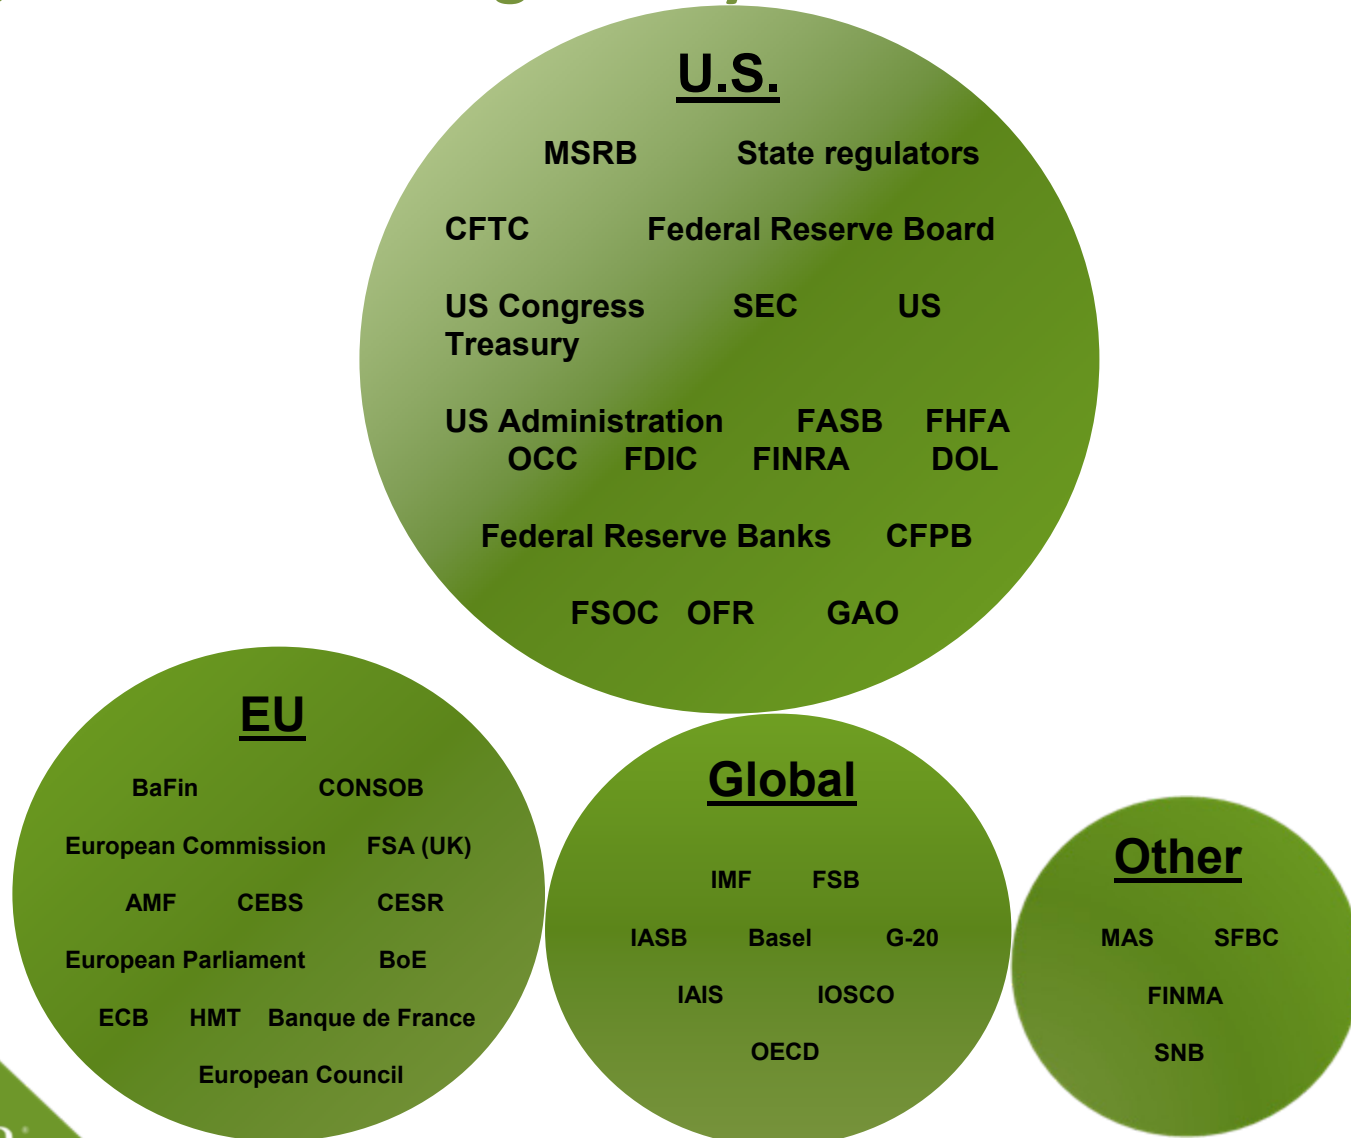 U.S.
MSRB State regulators
CFTC Federal Reserve Board
US Congress SEC US
Treasury
US Administration FASB FHFA
OCC FDIC FINRA DOL
Federal Reserve Banks CFPB
FSOC OFR GAO
EU
BaFin CONSOB
European Commission FSA (UK)
AMF CEBS CESR
European Parliament BoE
ECB HMT Banque de France
European Council
Global
IMF FSB
IASB Basel G-20
IAIS IOSCO
OECD
Other
MAS SFBC
FINMA
SNB